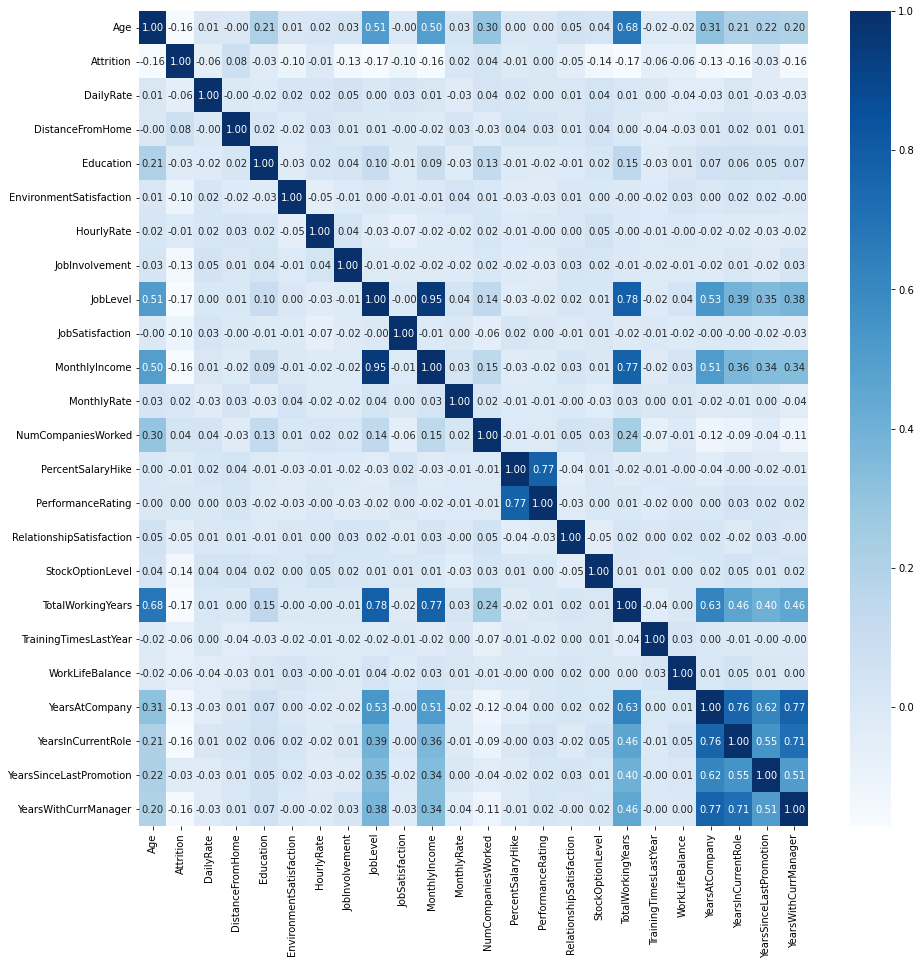 Age 1.00 -0.16 0.01 -0.00 0.21 0.01 0.02 0.03 0.51 -0.00 0.50 0.03 0.30 0.00 0.00 0.05 0.04 0.68 -0.02 -0.02 0.31 0.21 0.22 0.20
Attrition -0.16 1.00 -0.06 0.08 -0.03 -0.10 -0.01 -0.13 -0.17 -0.10 -0.16 0.02 0.04 -0.01 0.00 -0.05 -0.14 -0.17 -0.06 -0.06 -0.13 -0.16 -0.03 -0.16
DailyRate 0.01 -0.06 1.00 -0.00 -0.02 0.02 0.02 0.05 0.00 0.03 0.01 -0.03 0.04 0.02 0.00 0.01 0.04 0.01 0.00 -0.04 -0.03 0.01 -0.03 -0.03
DistanceFromHome -0.00 0.08 -0.00 1.00 0.02 -0.02 0.03 0.01 0.01 -0.00 -0.02 0.03 -0.03 0.04 0.03 0.01 0.04 0.00 -0.04 -0.03 0.01 0.02 0.01 0.01
Education 0.21 -0.03 -0.02 0.02 1.00 -0.03 0.02 0.04 0.10 -0.01 0.09 -0.03 0.13 -0.01 -0.02 -0.01 0.02 0.15 -0.03 0.01 0.07 0.06 0.05 0.07
EnvironmentSatisfaction 0.01 -0.10 0.02 -0.02 -0.03 1.00 -0.05 -0.01 0.00 -0.01 -0.01 0.04 0.01 -0.03 -0.03 0.01 0.00 -0.00 -0.02 0.03 0.00 0.02 0.02 -0.00
HourlyRate 0.02 -0.01 0.02 0.03 0.02 -0.05 1.00 0.04 -0.03 -0.07 -0.02 -0.02 0.02 -0.01 -0.00 0.00 0.05 -0.00 -0.01 -0.00 -0.02 -0.02 -0.03 -0.02
JobInvolvement 0.03 -0.13 0.05 0.01 0.04 -0.01 0.04 1.00 -0.01 -0.02 -0.02 -0.02 0.02 -0.02 -0.03 0.03 0.02 -0.01 -0.02 -0.01 -0.02 0.01 -0.02 0.03
JobLevel 0.51 -0.17 0.00 0.01 0.10 0.00 -0.03 -0.01 1.00 -0.00 0.95 0.04 0.14 -0.03 -0.02 0.02 0.01 0.78 -0.02 0.04 0.53 0.39 0.35 0.38
JobSatisfaction -0.00 -0.10 0.03 -0.00 -0.01 -0.01 -0.07 -0.02 -0.00 1.00 -0.01 0.00 -0.06 0.02 0.00 -0.01 0.01 -0.02 -0.01 -0.02 -0.00 -0.00 -0.02 -0.03
MonthlyIncome 0.50 -0.16 0.01 -0.02 0.09 -0.01 -0.02 -0.02 0.95 -0.01 1.00 0.03 0.15 -0.03 -0.02 0.03 0.01 0.77 -0.02 0.03 0.51 0.36 0.34 0.34
MonthlyRate 0.03 0.02 -0.03 0.03 -0.03 0.04 -0.02 -0.02 0.04 0.00 0.03 1.00 0.02 -0.01 -0.01 -0.00 -0.03 0.03 0.00 0.01 -0.02 -0.01 0.00 -0.04
NumCompaniesWorked 0.30 0.04 0.04 -0.03 0.13 0.01 0.02 0.02 0.14 -0.06 0.15 0.02 1.00 -0.01 -0.01 0.05 0.03 0.24 -0.07 -0.01 -0.12 -0.09 -0.04 -0.11
PercentSalaryHike 0.00 -0.01 0.02 0.04 -0.01 -0.03 -0.01 -0.02 -0.03 0.02 -0.03 -0.01 -0.01 1.00 0.77 -0.04 0.01 -0.02 -0.01 -0.00 -0.04 -0.00 -0.02 -0.01
PerformanceRating 0.00 0.00 0.00 0.03 -0.02 -0.03 -0.00 -0.03 -0.02 0.00 -0.02 -0.01 -0.01 0.77 1.00 -0.03 0.00 0.01 -0.02 0.00 0.00 0.03 0.02 0.02
RelationshipSatisfaction 0.05 -0.05 0.01 0.01 -0.01 0.01 0.00 0.03 0.02 -0.01 0.03 -0.00 0.05 -0.04 -0.03 1.00 -0.05 0.02 0.00 0.02 0.02 -0.02 0.03 -0.00
StockOptionLevel 0.04 -0.14 0.04 0.04 0.02 0.00 0.05 0.02 0.01 0.01 0.01 -0.03 0.03 0.01 0.00 -0.05 1.00 0.01 0.01 0.00 0.02 0.05 0.01 0.02
TotalWorkingYears 0.68 -0.17 0.01 0.00 0.15 -0.00 -0.00 -0.01 0.78 -0.02 0.77 0.03 0.24 -0.02 0.01 0.02 0.01 1.00 -0.04 0.00 0.63 0.46 0.40 0.46
TrainingTimesLastYear -0.02 -0.06 0.00 -0.04 -0.03 -0.02 -0.01 -0.02 -0.02 -0.01 -0.02 0.00 -0.07 -0.01 -0.02 0.00 0.01 -0.04 1.00 0.03 0.00 -0.01 -0.00 -0.00
WorkLifeBalance -0.02 -0.06 -0.04 -0.03 0.01 0.03 -0.00 -0.01 0.04 -0.02 0.03 0.01 -0.01 -0.00 0.00 0.02 0.00 0.00 0.03 1.00 0.01 0.05 0.01 0.00
YearsAtCompany 0.31 -0.13 -0.03 0.01 0.07 0.00 -0.02 -0.02 0.53 -0.00 0.51 -0.02 -0.12 -0.04 0.00 0.02 0.02 0.63 0.00 0.01 1.00 0.76 0.62 0.77
YearsInCurrentRole 0.21 -0.16 0.01 0.02 0.06 0.02 -0.02 0.01 0.39 -0.00 0.36 -0.01 -0.09 -0.00 0.03 -0.02 0.05 0.46 -0.01 0.05 0.76 1.00 0.55 0.71
YearsSinceLastPromotion 0.22 -0.03 -0.03 0.01 0.05 0.02 -0.03 -0.02 0.35 -0.02 0.34 0.00 -0.04 -0.02 0.02 0.03 0.01 0.40 -0.00 0.01 0.62 0.55 1.00 0.51
YearsWithCurrManager 0.20 -0.16 -0.03 0.01 0.07 -0.00 -0.02 0.03 0.38 -0.03 0.34 -0.04 -0.11 -0.01 0.02 -0.00 0.02 0.46 -0.00 0.00 0.77 0.71 0.51 1.00
Age
Attrition
DailyRate
DistanceFromHome
Education
EnvironmentSatisfaction
HourlyRate
JobInvolvement
JobLevel
JobSatisfaction
MonthlyIncome
MonthlyRate
NumCompaniesWorked
PercentSalaryHike
PerformanceRating
RelationshipSatisfaction
StockOptionLevel
TotalWorkingYears
TrainingTimesLastYear
WorkLifeBalance
YearsAtCompany
YearsInCurrentRole
YearsSinceLastPromotion
YearsWithCurrManager
1.0
0.8
0.6
0.4
0.2
0.0